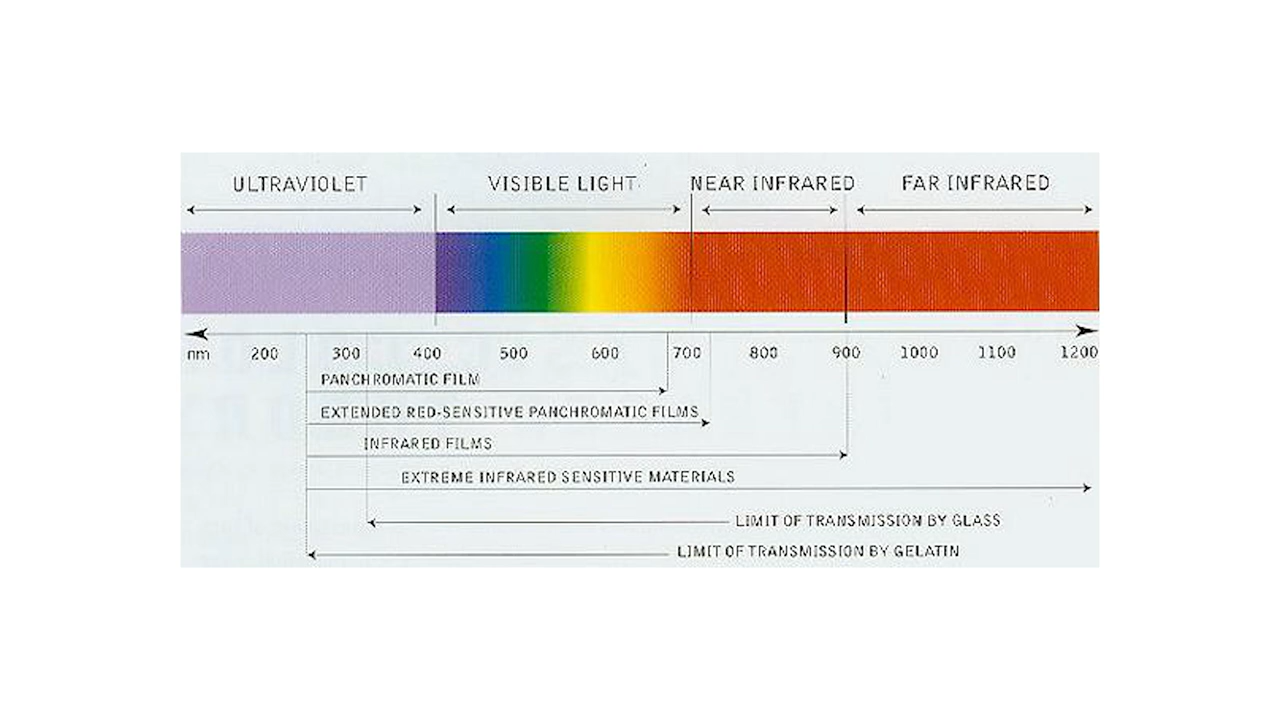 ULTRAVIOLET VISIBLE LIGHT NEAR INFRARED FAR INFRARED
nm 200 300 400 500 600 700 800 900 1000 1100 1200
PANCHROMATIC FILM
EXTENDED RED-SENSITIVE PANCHROMATIC FILMS
INFRARED FILMS
EXTREME INFRARED SENSITIVE MATERIALS
LIMIT OF TRANSMISSION BY GLASS
LIMIT OF TRANSMISSION BY GELATIN